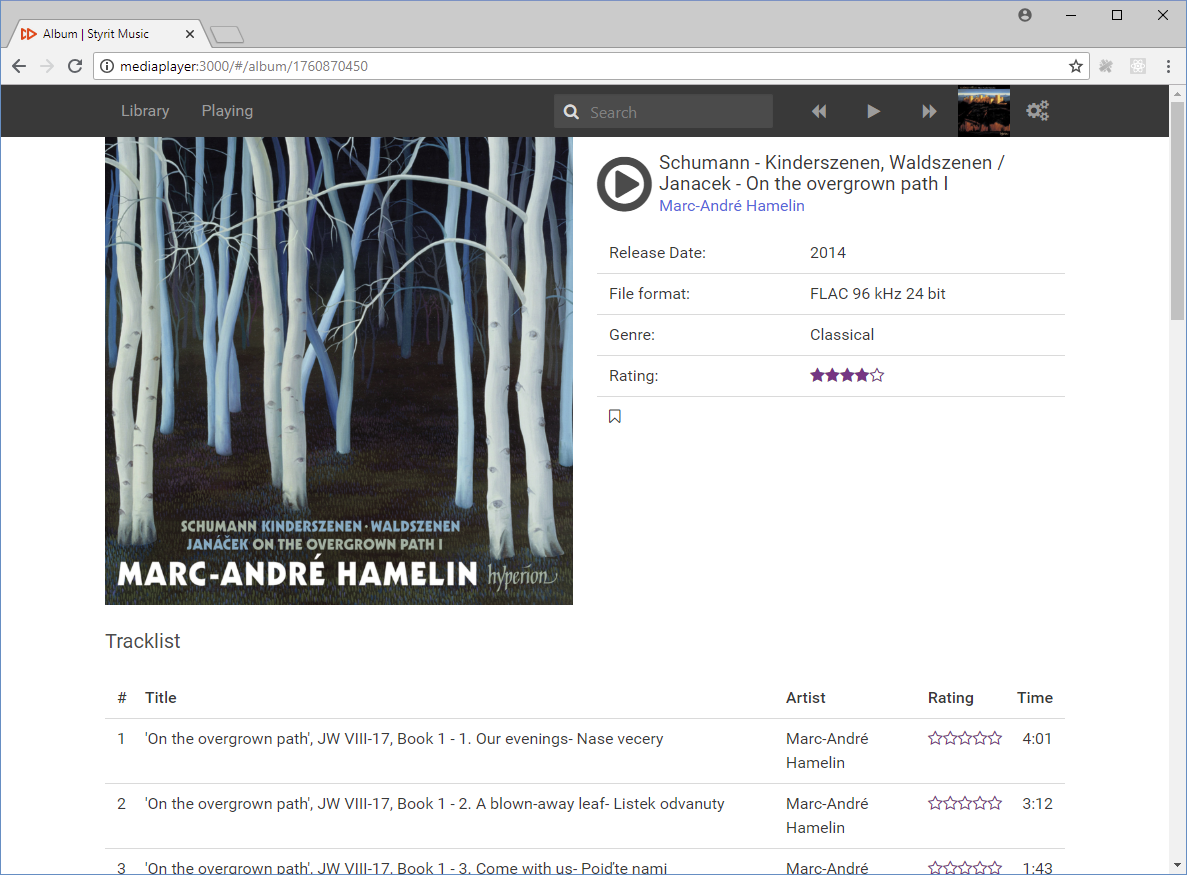 Album | Styrit Music
mediaplayer:3000/#/album/1760870450
Library Playing Search
Schumann - Kinderszenen, Waldszenen /
Janacek - On the overgrown path I
Marc-André Hamelin
Release Date: 2014
File format: FLAC 96 kHz 24 bit
Genre: Classical
Rating:
SCHUMANN KINDERSZENEN · WALDSZENEN
JANÁČEK ON THE OVERGROWN PATH I
MARC-ANDRÉ HAMELIN hyperion
Tracklist
# Title Artist Rating Time
1 'On the overgrown path', JW VIII-17, Book 1 - 1. Our evenings- Nase vecery Marc-André 4:01
Hamelin
2 'On the overgrown path', JW VIII-17, Book 1 - 2. A blown-away leaf- Listek odvanuty Marc-André 3:12
Hamelin
3 'On the overgrown path', JW VIII-17, Book 1 - 3. Come with us- Pojďte nami Marc-André 1:43